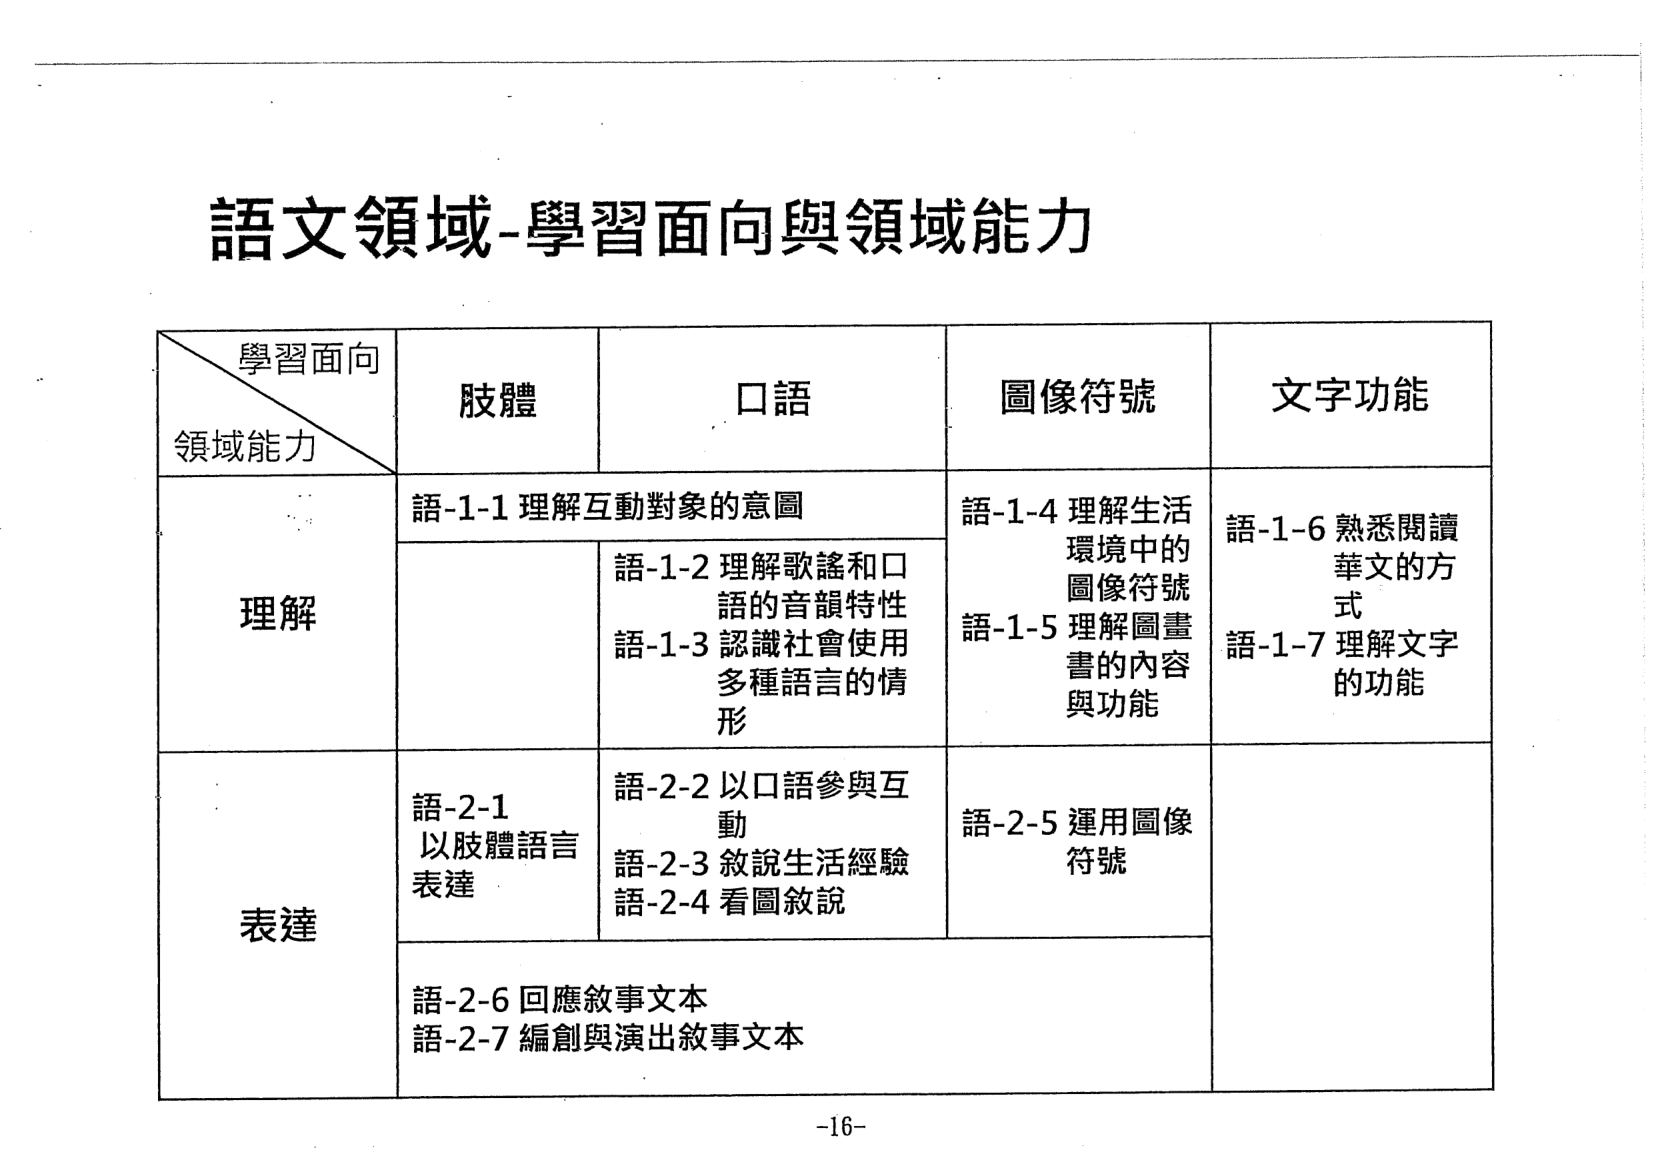 語文領域-學習面向與領域能力
學習面向
領域能力
肢體
口語
圖像符號
文字功能
理解
語-1-1 理解互動對象的意圖
語-1-2 理解歌謠和口
語的音韻特性
語-1-3 認識社會使用
多種語言的情
形
語-1-4 理解生活
環境中的
圖像符號
語-1-5 理解圖畫
書的內容
與功能
語-1-6 熟悉閱讀
華文的方
式
語-1-7 理解文字
的功能
表達
語-2-1
以肢體語言
表達
語-2-2 以口語參與互
動
語-2-3 敘說生活經驗
語-2-4 看圖敘說
語-2-5 運用圖像
符號
語-2-6 回應敘事文本
語-2-7 編創與演出敘事文本
-16-